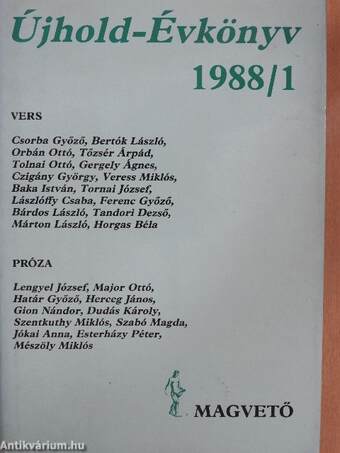 Újhold-Évkönyv
1988/1
VERS
Csorba Győző, Bertók László,
Orbán Ottó, Tőzsér Árpád,
Tolnai Ottó, Gergely Ágnes,
Czigány György, Veress Miklós,
Baka István, Tornai József,
Lászlóffy Csaba, Ferenc Győző,
Bárdos László, Tandori Dezső,
Márton László, Horgas Béla
PRÓZA
Lengyel József, Major Ottó,
Határ Győző, Herceg János,
Gion Nándor, Dudás Károly,
Szentkuthy Miklós, Szabó Magda,
Jókai Anna, Esterházy Péter,
Mészöly Miklós
MAGVETŐ
Antikvárium.hu